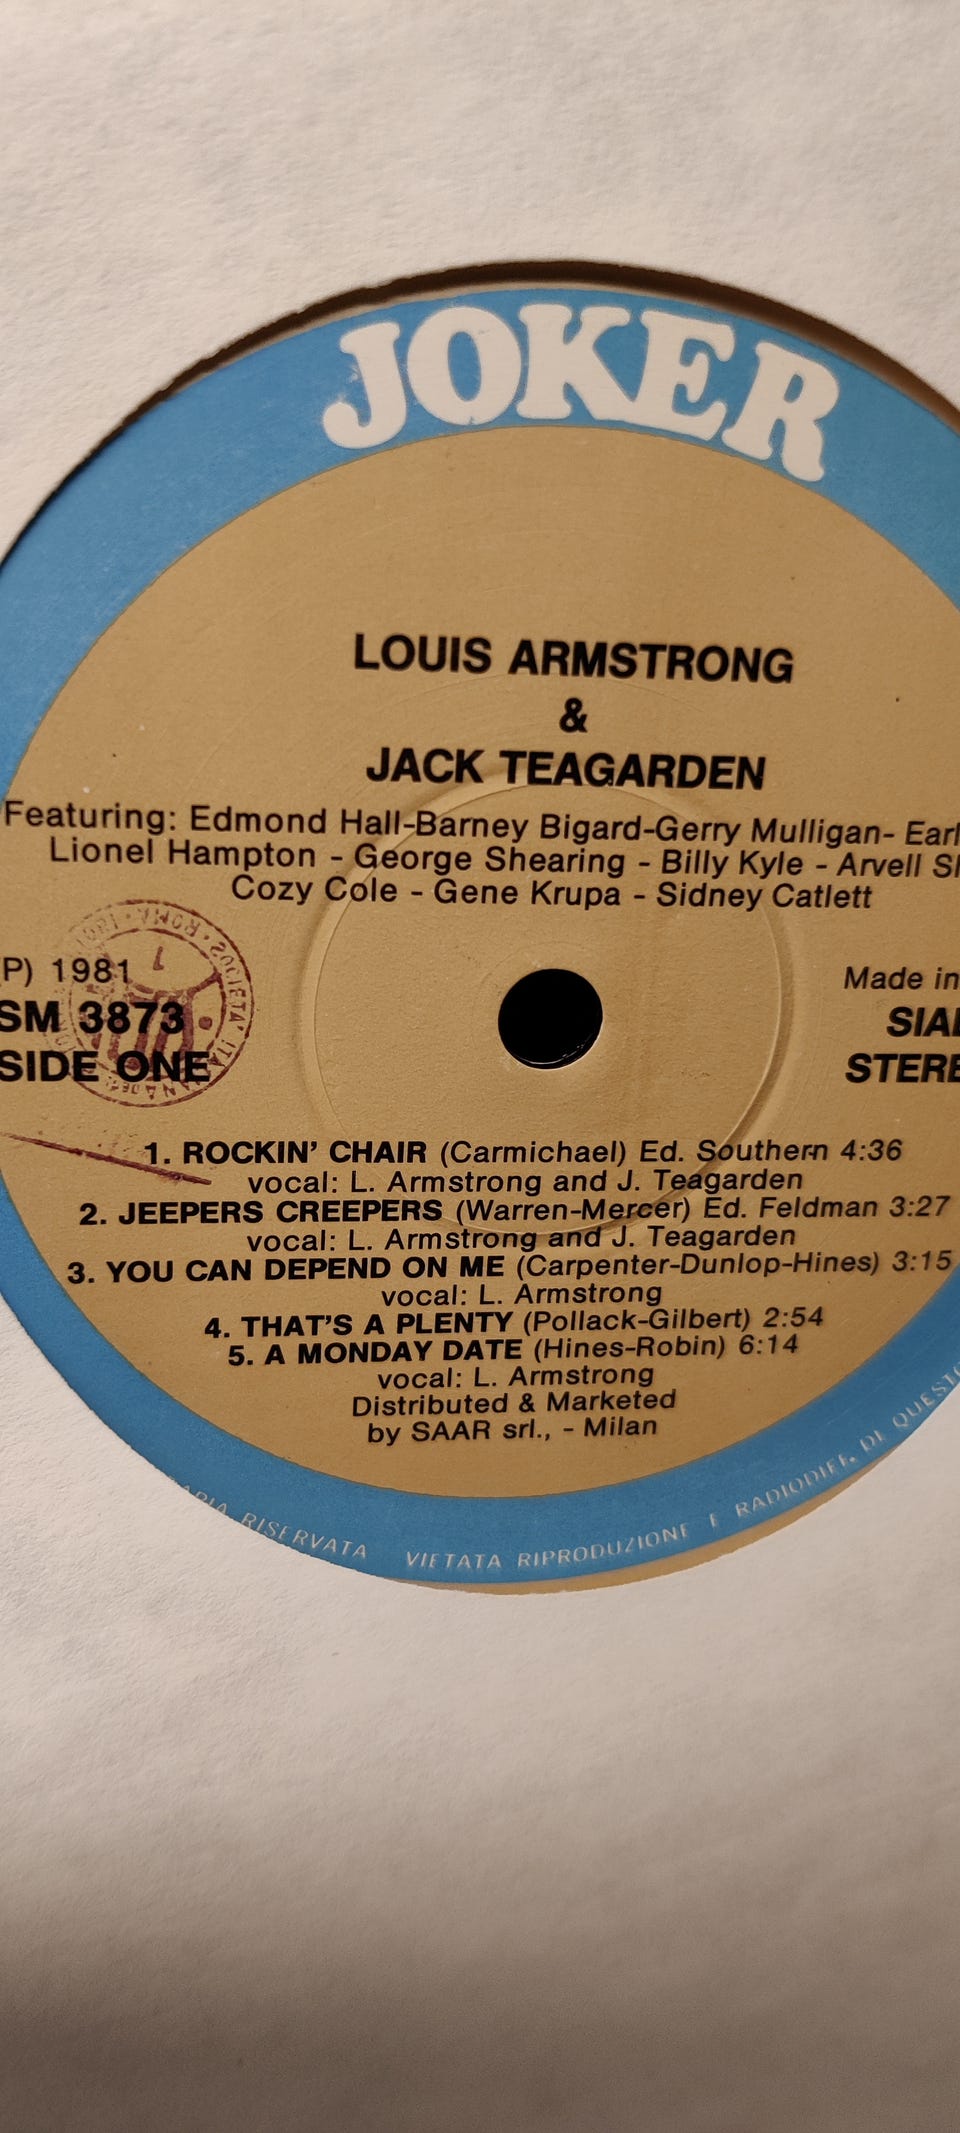 JOKER
LOUIS ARMSTRONG
&
JACK TEAGARDEN
Featuring: Edmond Hall-Barney Bigard-Gerry Mulligan- Earl
Lionel Hampton - George Shearing - Billy Kyle - Arvell
Cozy Cole - Gene Krupa - Sidney Catlett
(P) 1981
SM 3873
SIDE ONE
Made in
1. ROCKIN' CHAIR (Carmichael) Ed. Southern 4:36
vocal: L. Armstrong and J. Teagarden
2. JEEPERS CREEPERS (Warren-Mercer) Ed. Feldman 3:27
vocal: L. Armstrong and J. Teagarden
3. YOU CAN DEPEND ON ME (Carpenter-Dunlop-Hines) 3:15
vocal: L. Armstrong
4. THAT'S A PLENTY (Pollack-Gilbert) 2:54
5. A MONDAY DATE (Hines-Robin) 6:14
vocal: L. Armstrong
Distributed & Marketed
by SAAR srl., - Milan
RISERVATA VIETATA RIPRODUZIONE E RADIODIFF. DI QUESTO
SOCIETA' ROMA